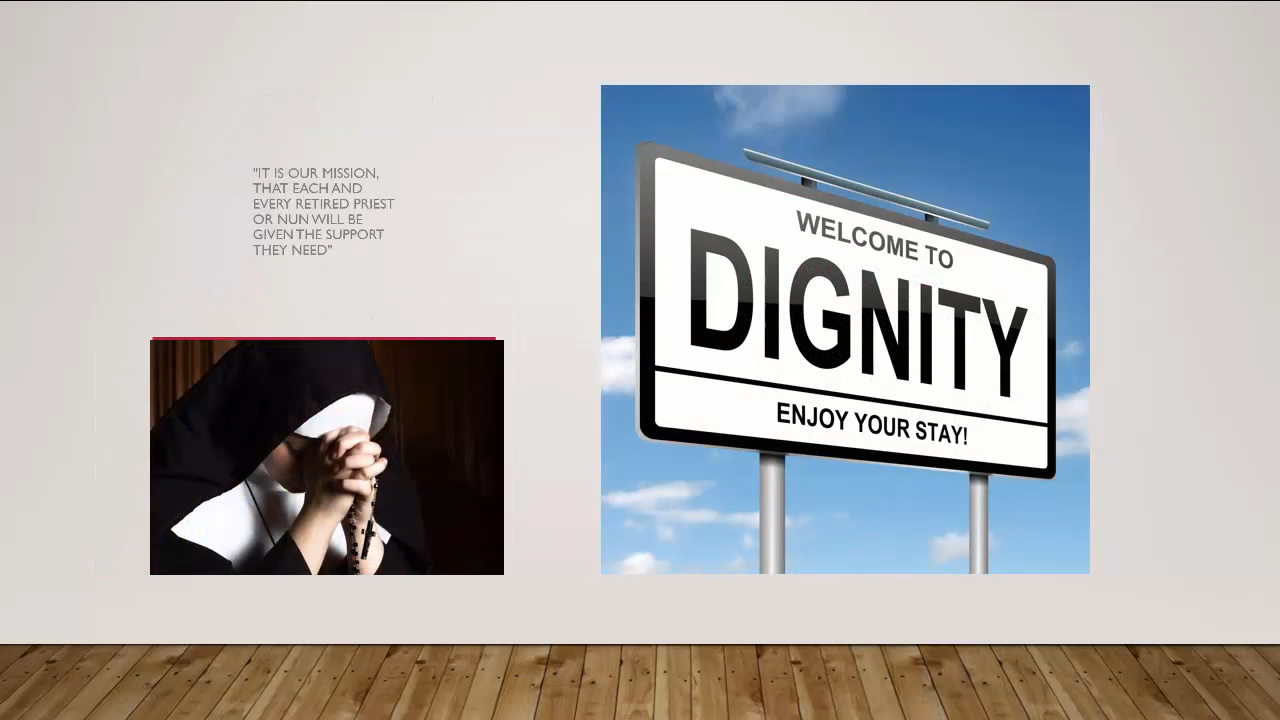 "IT IS OUR MISSION,
THAT EACH AND
EVERY RETIRED PRIEST
OR NUN WILL BE
GIVEN THE SUPPORT
THEY NEED"
WELCOME TO
DIGNITY
ENJOY YOUR STAY!